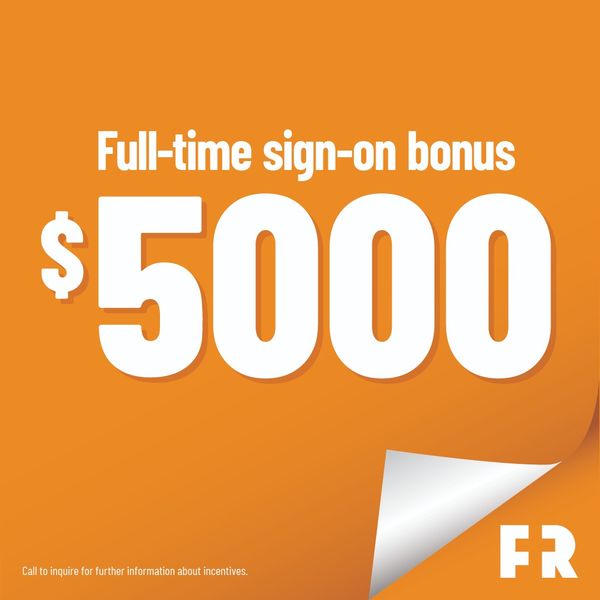 Full-time sign-on bonus
$5000
Call to inquire for further information about incentives.
FR